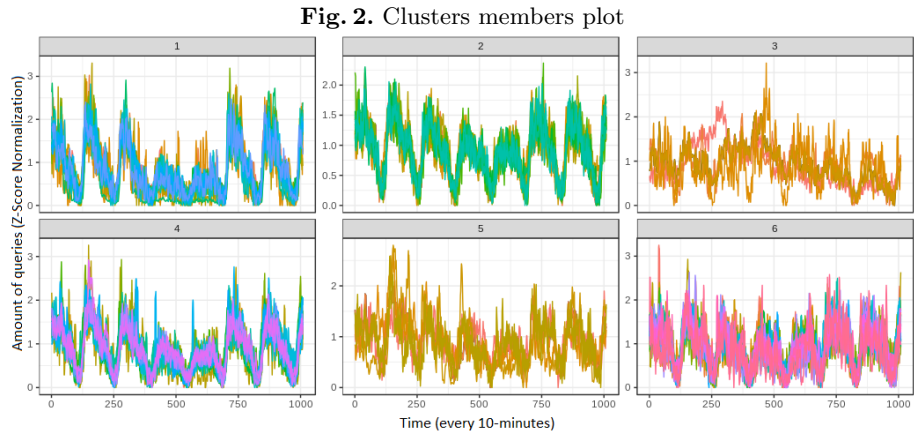 Fig. 2. Clusters members plot
1 2 3
Amount of queries (Z-Score Normalization)
3 2 1 0
2.0 1.5 1.0 0.5 0.0
3 2 1 0
4 5 6
3 2 1 0
3 2 1 0
3 2 1 0
0 250 500 750 1000 0 250 500 750 1000 0 250 500 750 1000
Time (every 10-minutes)